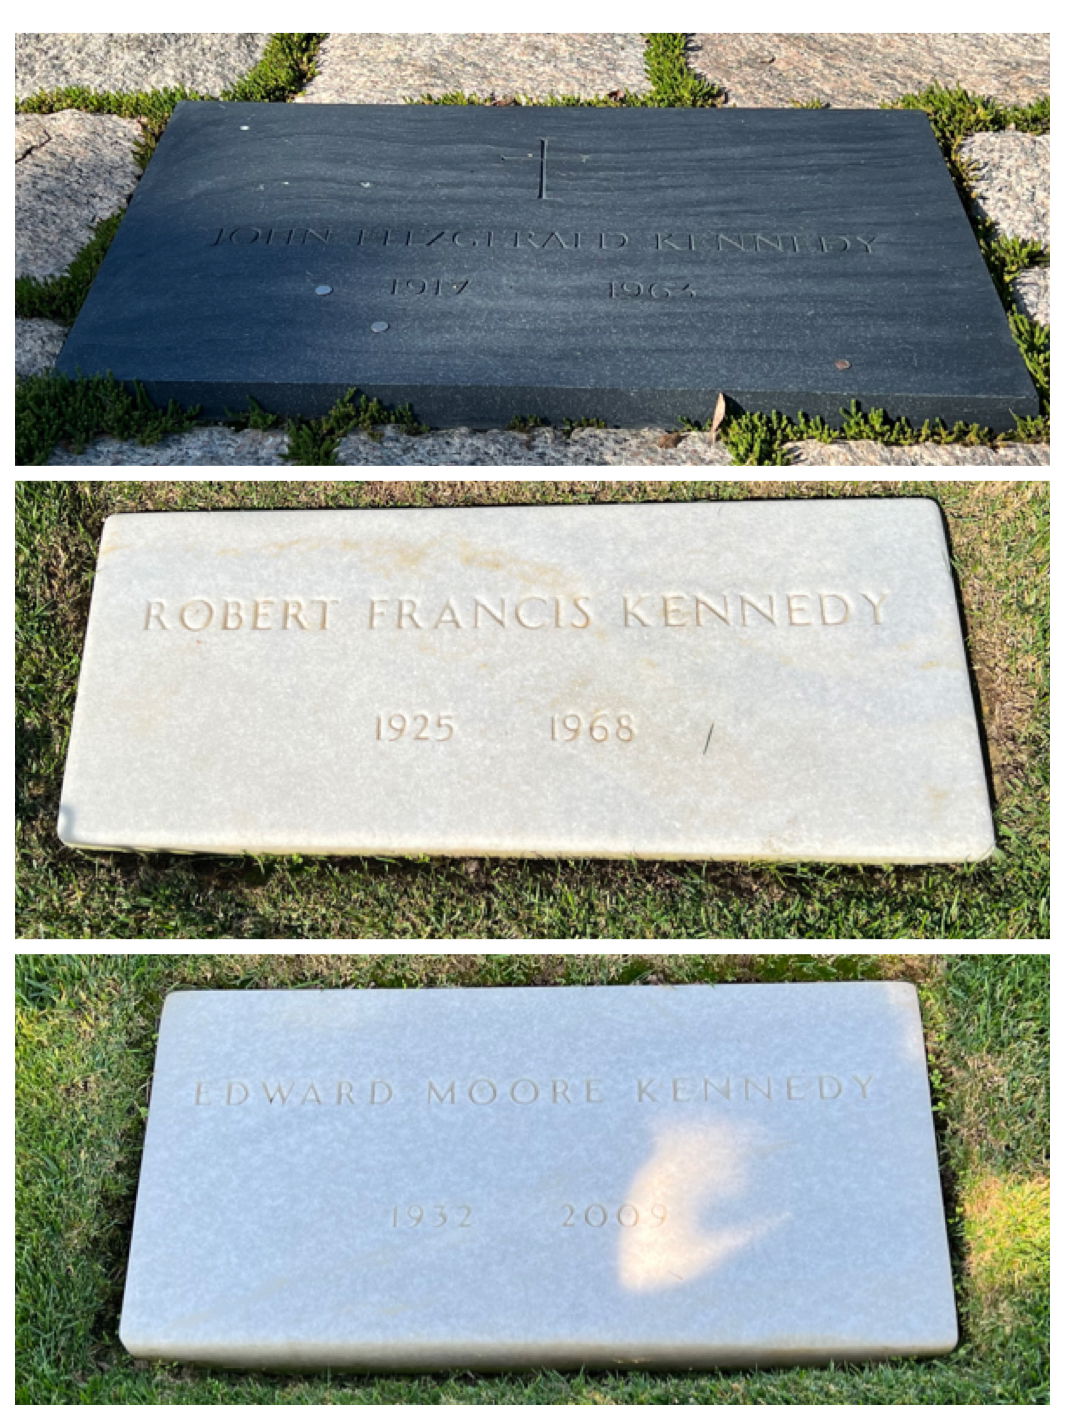 JOHN FITZGERALD KENNEDY
1917 1963
ROBERT FRANCIS KENNEDY
1925 1968
EDWARD MOORE KENNEDY
1932 2009